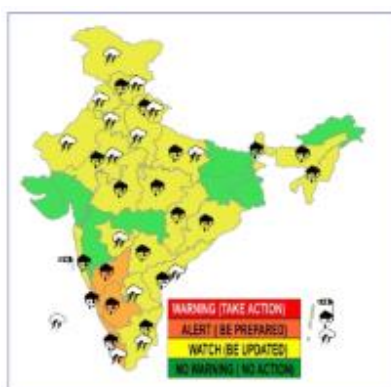 WARNING (TAKE ACTION)
ALERT ( BE PREPARED)
WATCH (BE UPDATED)
NO WARNING ( NO ACTION)